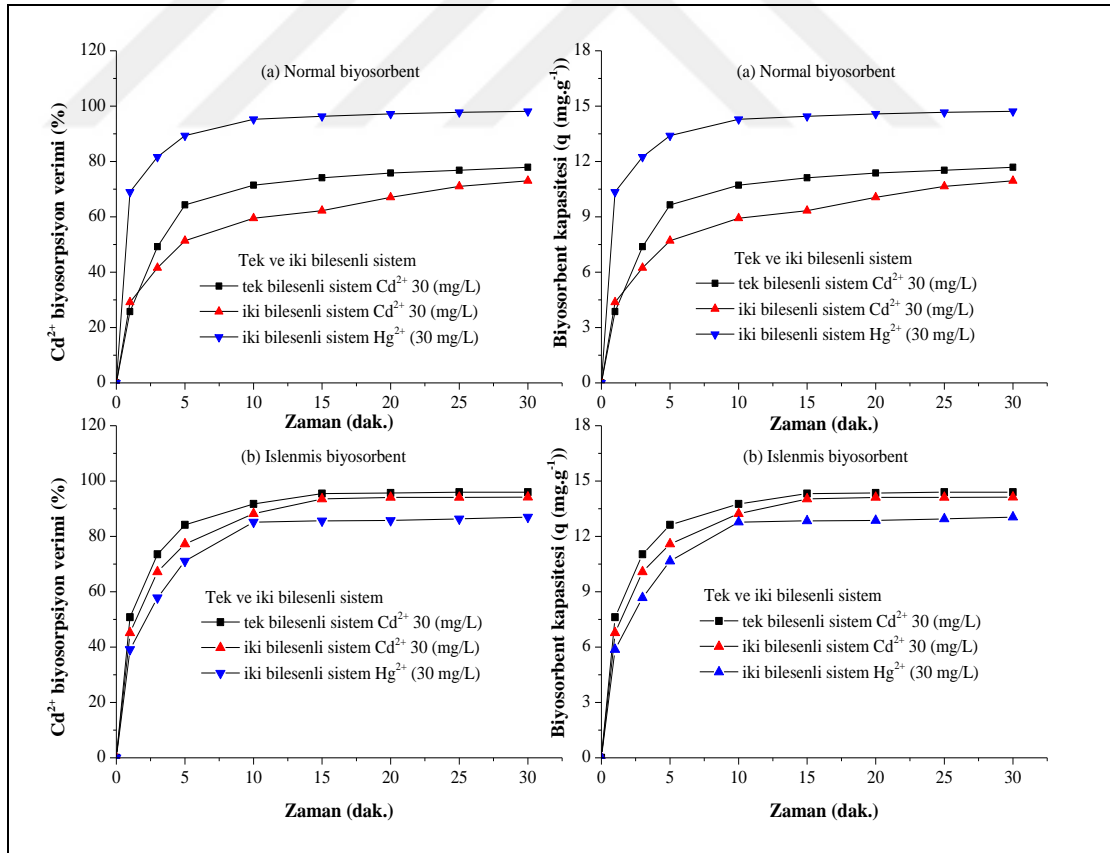 (a) Normal biyosorbent
Cd²⁺ biyosorpsiyon verimi (%)
120
100
80
60
40
20
0
Tek ve iki bilesenli sistem
tek bilesenli sistem Cd²⁺ 30 (mg/L)
iki bilesenli sistem Cd²⁺ 30 (mg/L)
iki bilesenli sistem Hg²⁺ (30 mg/L)
0 5 10 15 20 25 30
Zaman (dak.)
(a) Normal biyosorbent
Biyosorbent kapasitesi (q (mg.g⁻¹))
18
15
12
9
6
3
0
Tek ve iki bilesenli sistem
tek bilesenli sistem Cd²⁺ 30 (mg/L)
iki bilesenli sistem Cd²⁺ 30 (mg/L)
iki bilesenli sistem Hg²⁺ (30 mg/L)
0 5 10 15 20 25 30
Zaman (dak.)
(b) Islenmis biyosorbent
Cd²⁺ biyosorpsiyon verimi (%)
120
100
80
60
40
20
0
Tek ve iki bilesenli sistem
tek bilesenli sistem Cd²⁺ 30 (mg/L)
iki bilesenli sistem Cd²⁺ 30 (mg/L)
iki bilesenli sistem Hg²⁺ (30 mg/L)
0 5 10 15 20 25 30
Zaman (dak.)
(b) Islenmis biyosorbent
Biyosorbent kapasitesi (q (mg.g⁻¹))
18
15
12
9
6
3
0
Tek ve iki bilesenli sistem
tek bilesenli sistem Cd²⁺ 30 (mg/L)
iki bilesenli sistem Cd²⁺ 30 (mg/L)
iki bilesenli sistem Hg²⁺ (30 mg/L)
0 5 10 15 20 25 30
Zaman (dak.)